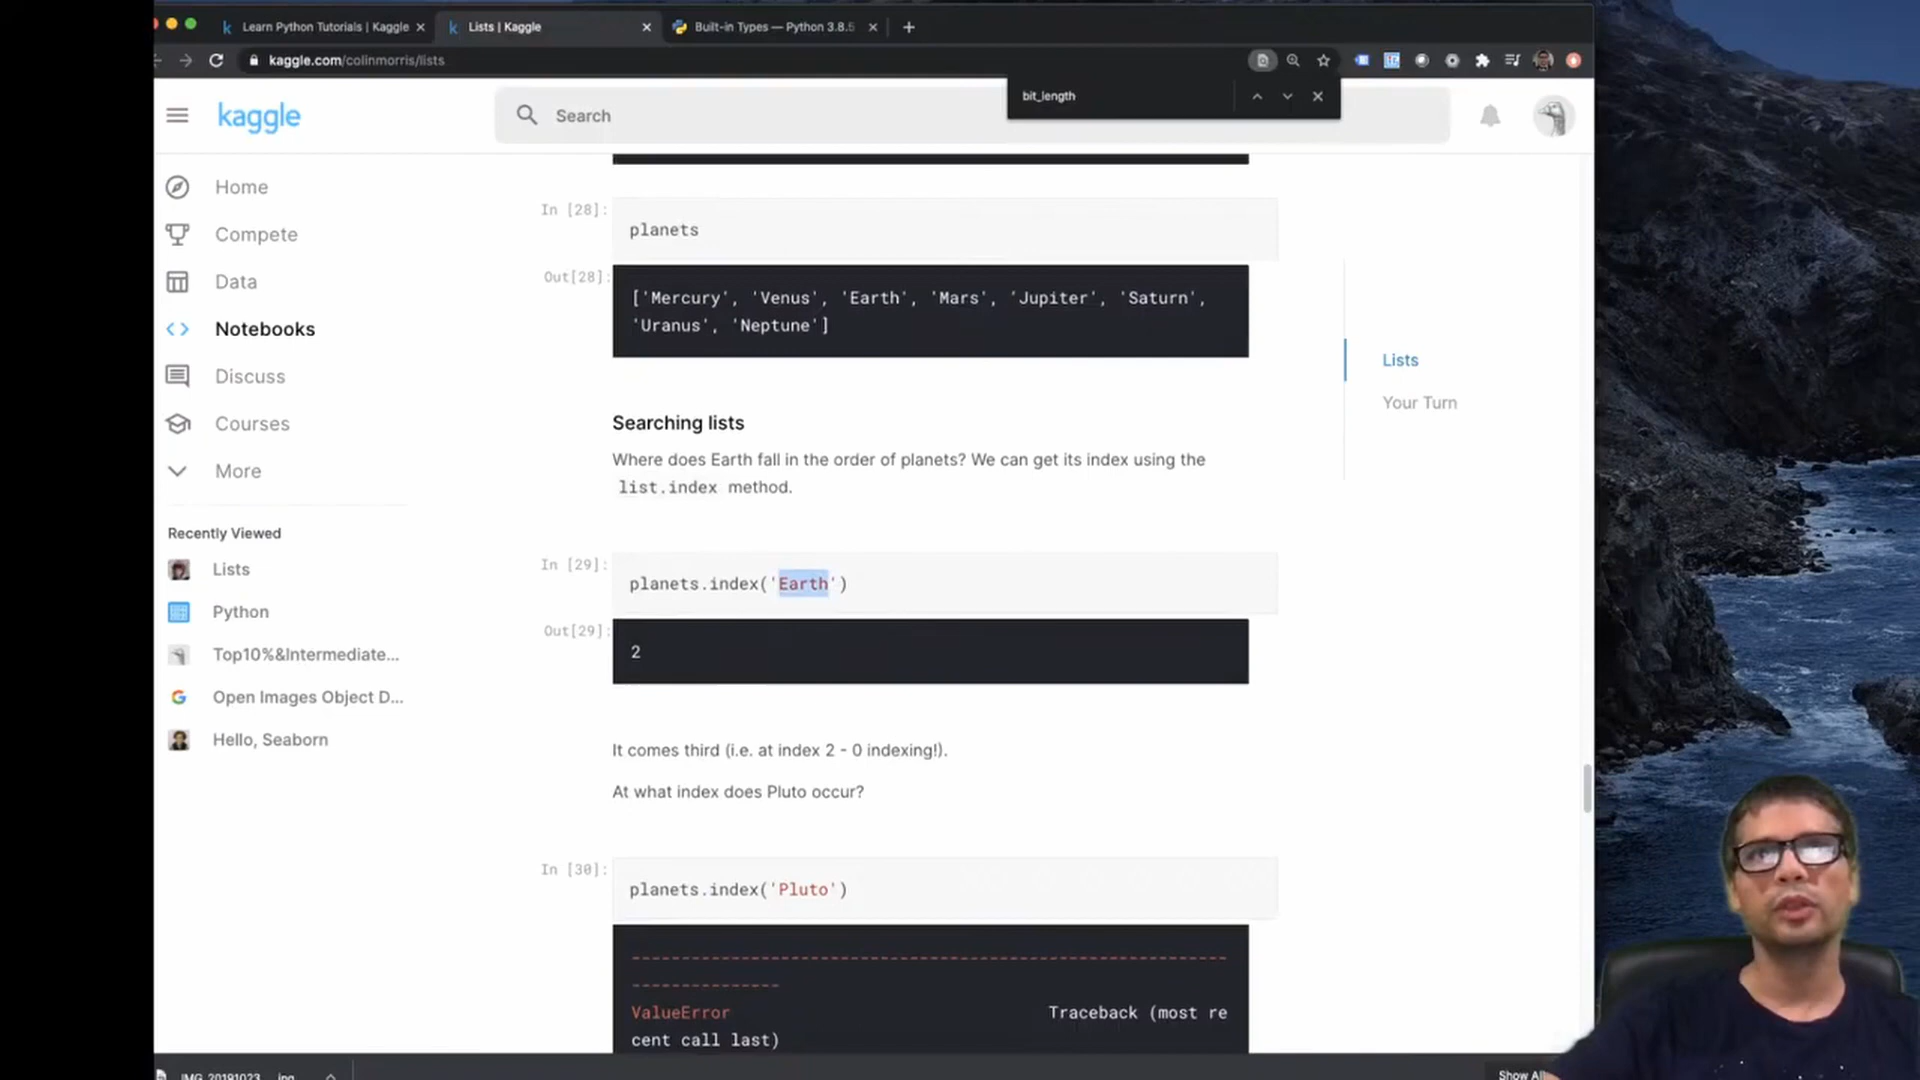 Learn Python Tutorials | Kaggle
Lists | Kaggle
Built-in Types — Python 3.8.5
kaggle.com/colinmorris/lists
bit_length
kaggle
Search
Home
Compete
Data
Notebooks
Discuss
Courses
More
Recently Viewed
Lists
Python
Top10%&Intermediate...
Open Images Object D...
Hello, Seaborn
In [28]:
planets
Out[28]:
['Mercury', 'Venus', 'Earth', 'Mars', 'Jupiter', 'Saturn',
'Uranus', 'Neptune']
Searching lists
Where does Earth fall in the order of planets? We can get its index using the
list.index method.
In [29]:
planets.index('Earth')
Out[29]:
2
It comes third (i.e. at index 2 - 0 indexing!).
At what index does Pluto occur?
In [30]:
planets.index('Pluto')
---------------------------------------------------------------------------
ValueError Traceback (most re
cent call last)
Lists
Your Turn
IMG_20191023....jpg
Show All